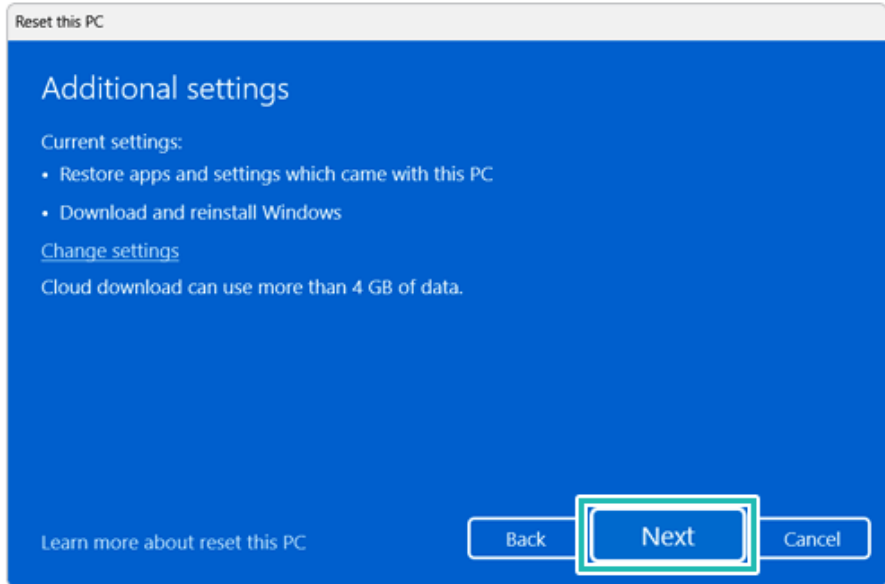 Reset this PC
Additional settings
Current settings:
• Restore apps and settings which came with this PC
• Download and reinstall Windows
Change settings
Cloud download can use more than 4 GB of data.
Learn more about reset this PC
Back
Next
Cancel